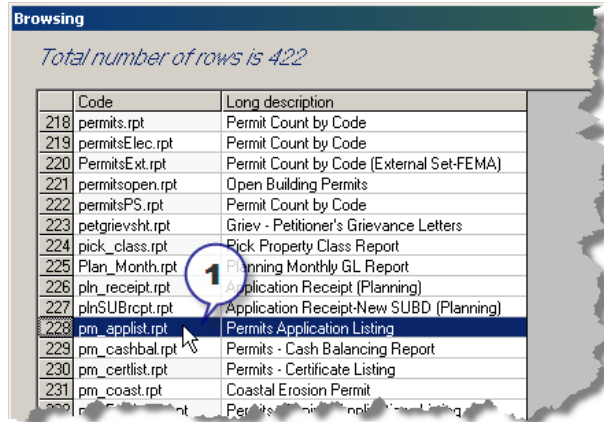 Browsing
Total number of rows is 422
Code Long description
218 permits.rpt Permit Count by Code
219 permitsElec.rpt Permit Count by Code
220 PermitsExt.rpt Permit Count by Code (External Set-FEMA)
221 permitsopen.rpt Open Building Permits
222 permitsPS.rpt Permit Count by Code
223 petgrievsht.rpt Griev - Petitioner's Grievance Letters
224 pick_class.rpt Pick Property Class Report
225 Plan_Month.rpt Planning Monthly GL Report
1
226 pln_receipt.rpt Application Receipt (Planning)
227 plnSUBrcpt.rpt Application Receipt-New SUBD (Planning)
228 pm_applist.rpt Permits Application Listing
229 pm_cashbal.rpt Permits - Cash Balancing Report
230 pm_certlist.rpt Permits - Certificate Listing
231 pm_coast.rpt Coastal Erosion Permit